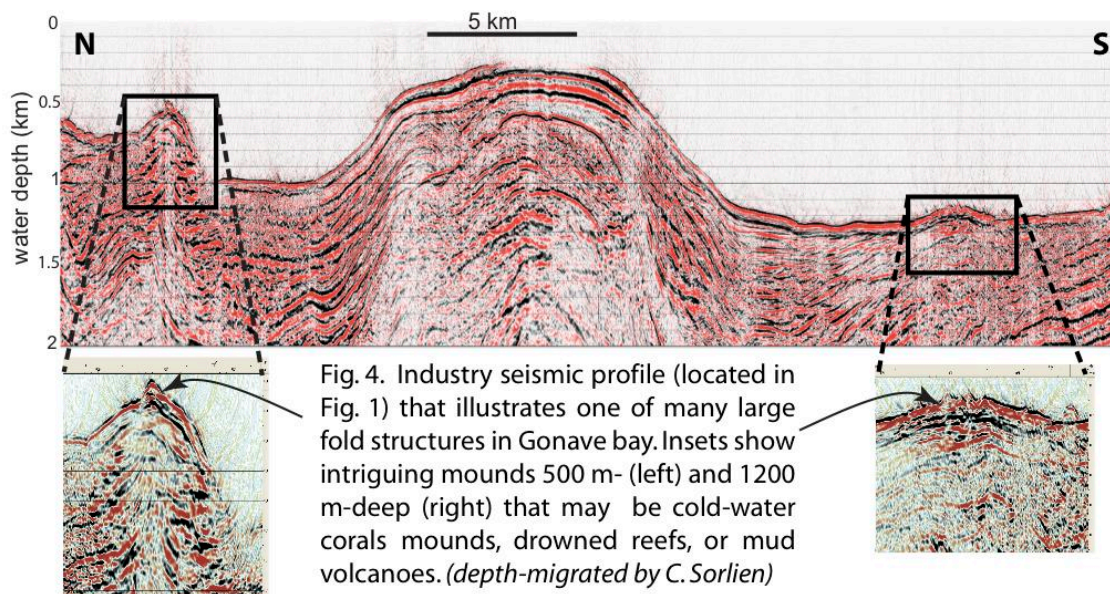 5 km
N
S
0
0.5
1
1.5
2
water depth (km)
Fig. 4. Industry seismic profile (located in
Fig. 1) that illustrates one of many large
fold structures in Gonave bay. Insets show
intriguing mounds 500 m- (left) and 1200
m-deep (right) that may be cold-water
corals mounds, drowned reefs, or mud
volcanoes. (depth-migrated by C. Sorlien)